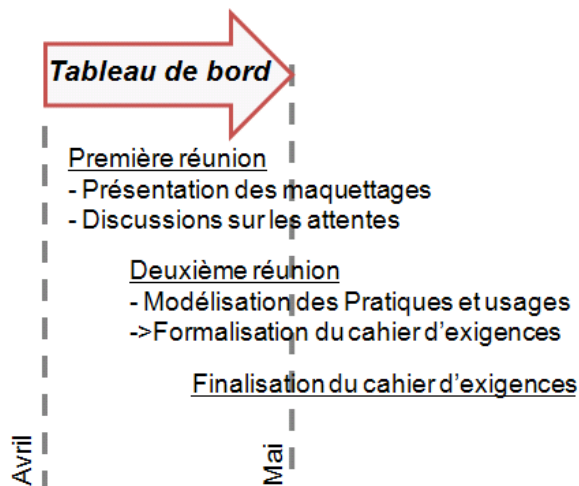 Tableau de bord
Première réunion
- Présentation des maquettages
- Discussions sur les attentes
Deuxième réunion
- Modélisation des Pratiques et usages
->Formalisation du cahier d'exigences
Finalisation du cahier d'exigences
Avril
Mai